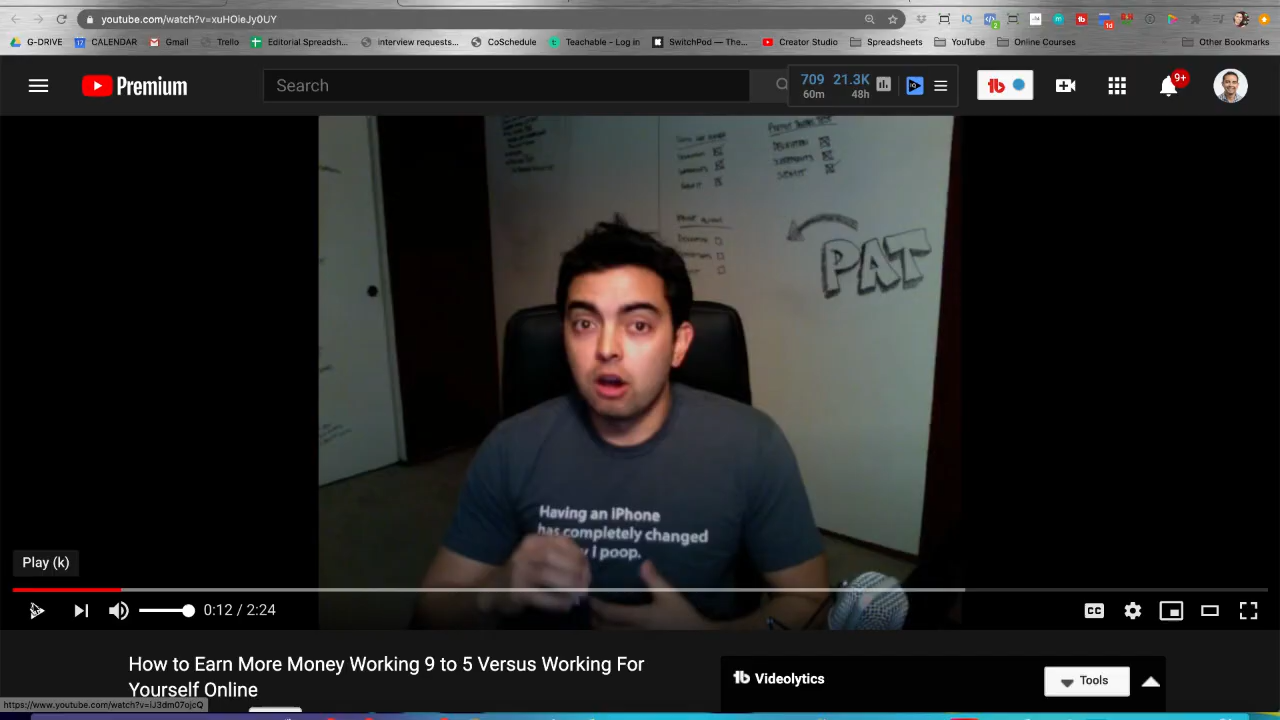 youtube.com/watch?v=xuHOieJy0UY
G-DRIVE CALENDAR Gmail Trello Editorial Spreadsh... interview requests... CoSchedule Teachable - Log in SwitchPod — The... Creator Studio Spreadsheets YouTube Online Courses Other Bookmarks
Premium
Search
709 21.3K
60m 48h
tb
9+
PAT
Having an iPhone
has completely changed
I poop.
Play (k)
0:12 / 2:24
CC
How to Earn More Money Working 9 to 5 Versus Working For
Yourself Online
tb Videolytics
Tools
https://www.youtube.com/watch?v=iJ3dm07ojcQ